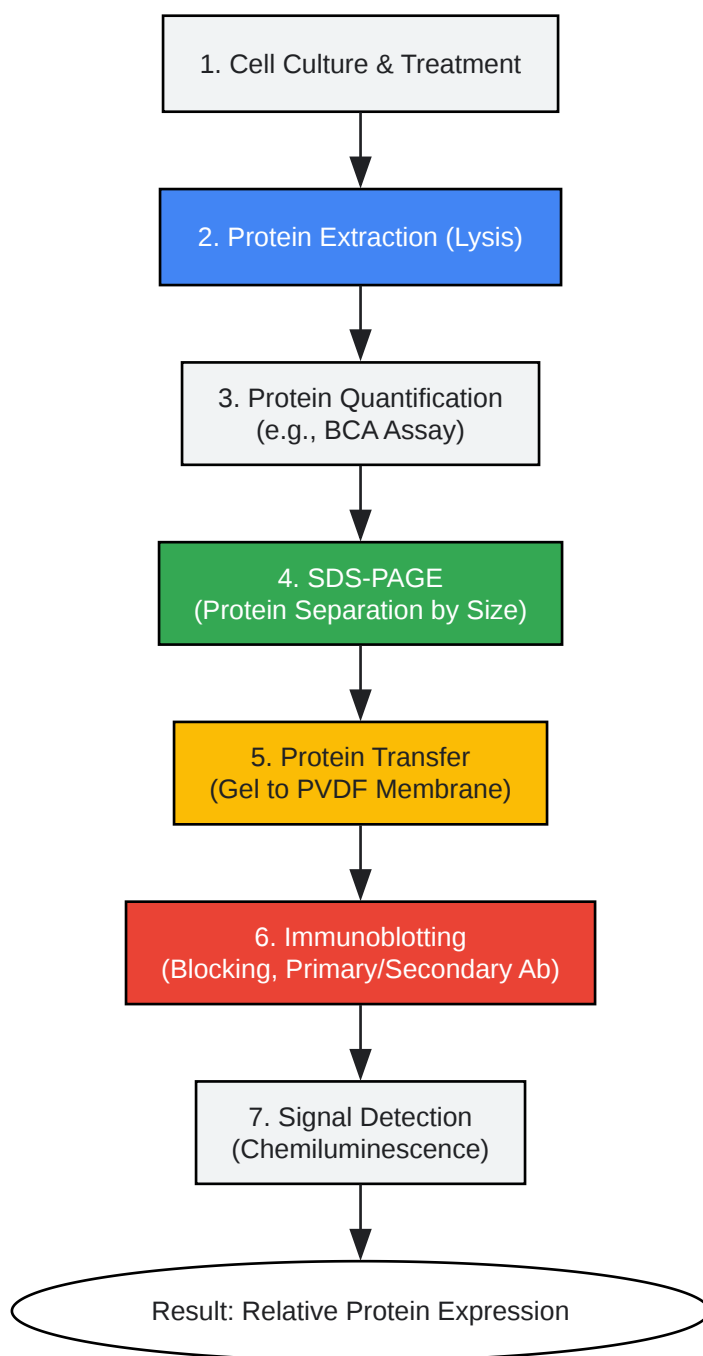 1. Cell Culture & Treatment
2. Protein Extraction (Lysis)
3. Protein Quantification
(e.g., BCA Assay)
4. SDS-PAGE
(Protein Separation by Size)
5. Protein Transfer
(Gel to PVDF Membrane)
6. Immunoblotting
(Blocking, Primary/Secondary Ab)
7. Signal Detection
(Chemiluminescence)
Result: Relative Protein Expression